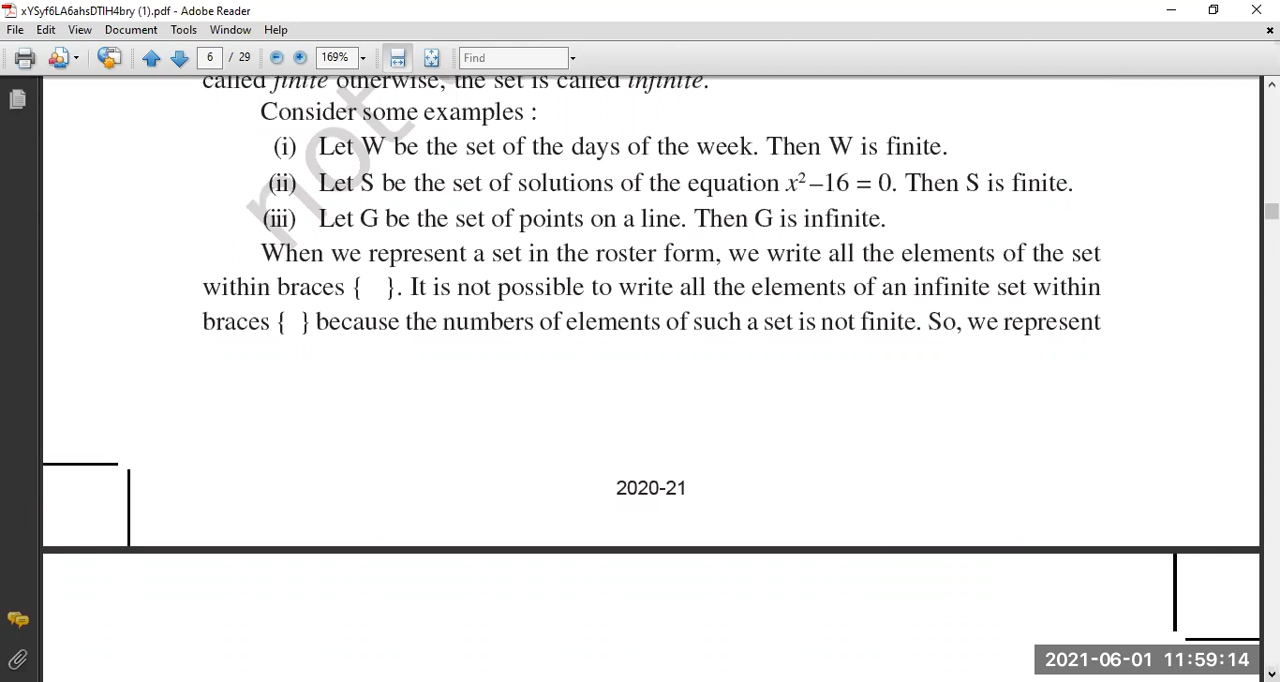 xYSyf6LA6ahsDTlH4bry (1).pdf - Adobe Reader
File Edit View Document Tools Window Help
6 / 29 169% Find
called finite otherwise, the set is called infinite.
Consider some examples :
(i) Let W be the set of the days of the week. Then W is finite.
(ii) Let S be the set of solutions of the equation x² –16 = 0. Then S is finite.
(iii) Let G be the set of points on a line. Then G is infinite.
When we represent a set in the roster form, we write all the elements of the set
within braces { }. It is not possible to write all the elements of an infinite set within
braces { } because the numbers of elements of such a set is not finite. So, we represent
not
2020-21
2021-06-01 11:59:14